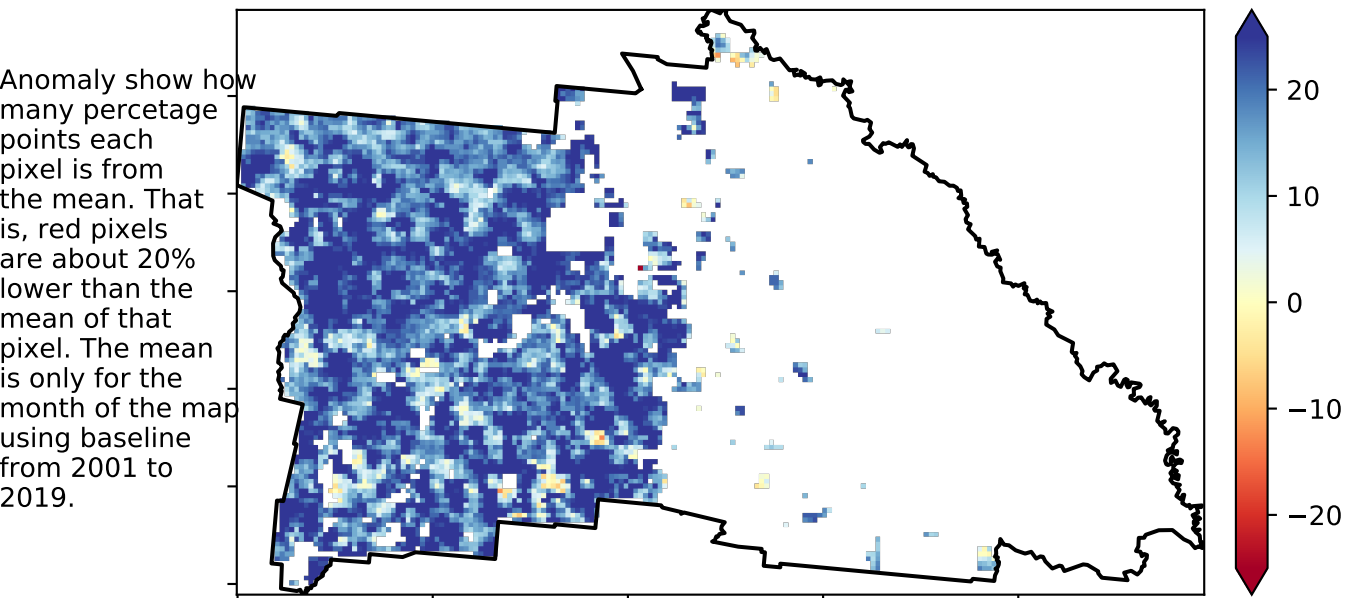 Anomaly show how
many percetage
points each
pixel is from
the mean. That
is, red pixels
are about 20%
lower than the
mean of that
pixel. The mean
is only for the
month of the map
using baseline
from 2001 to
2019.
20
10
0
−10
−20